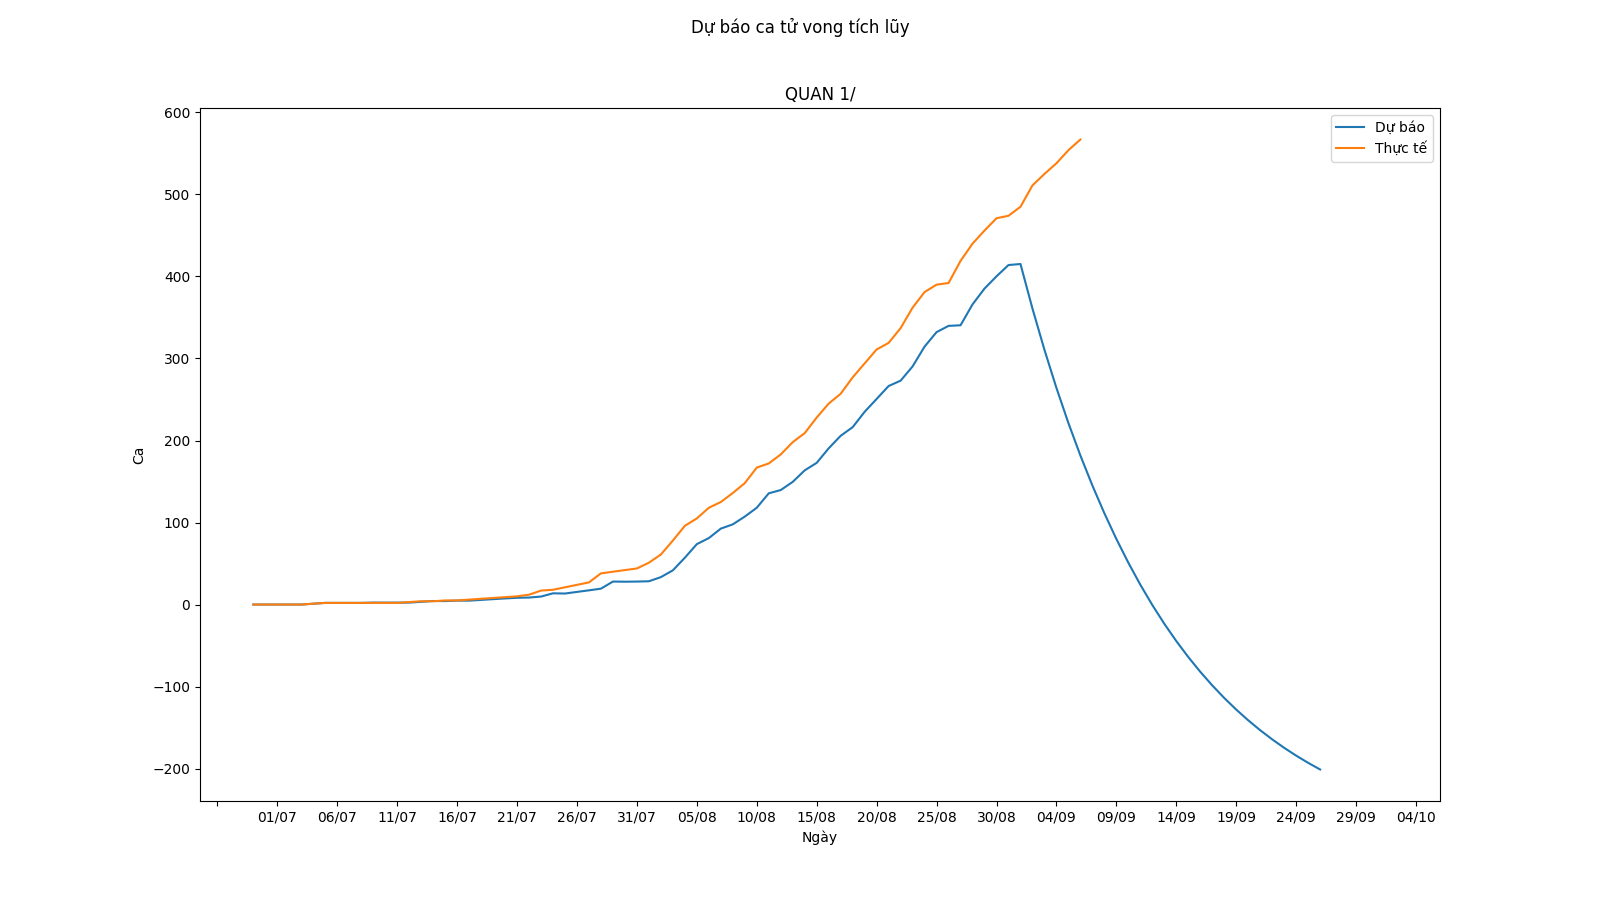 Dự báo ca tử vong tích lũy
QUAN 1/
Dự báo
Thực tế
600
500
400
300
200
100
0
−100
−200
Ca
01/07 06/07 11/07 16/07 21/07 26/07 31/07 05/08 10/08 15/08 20/08 25/08 30/08 04/09 09/09 14/09 19/09 24/09 29/09 04/10
Ngày